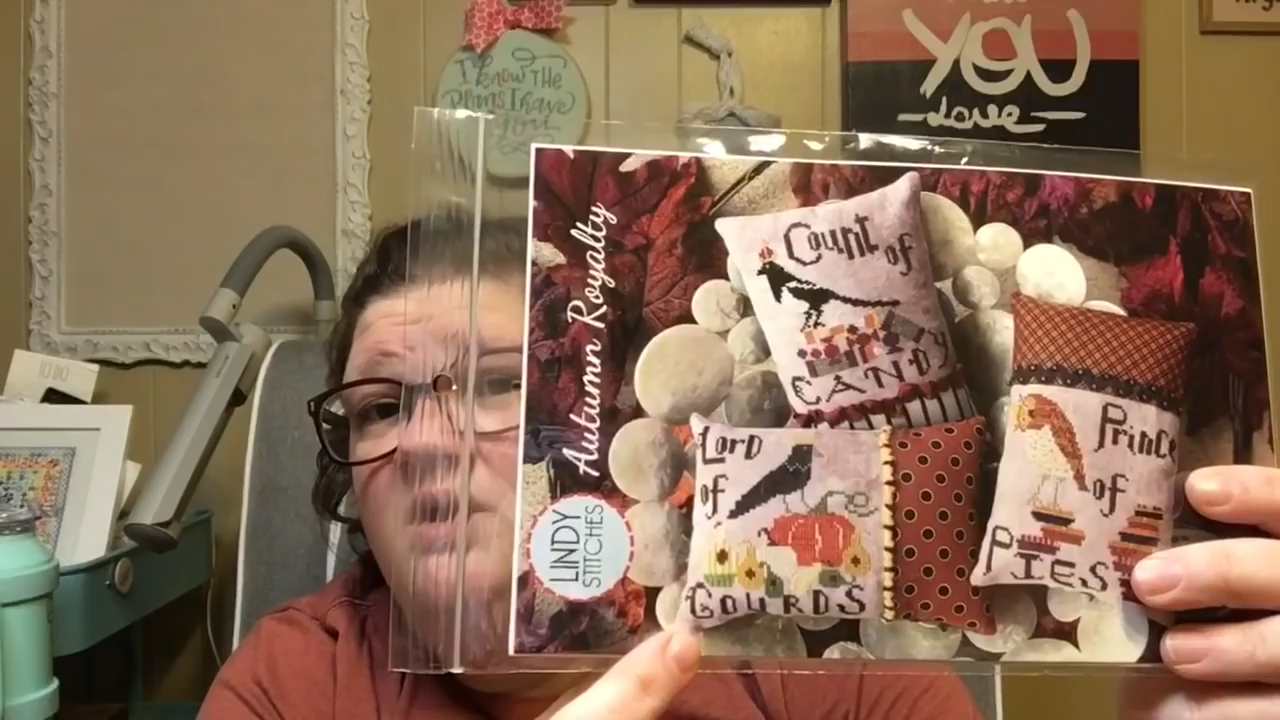 I know THE
Plans I have
You
YOU
Love
TO DO
Autumn Royalty
LINDY
STITCHES
Count of
CANDY
Lord
of
GOURDS
Prince
of
PIES